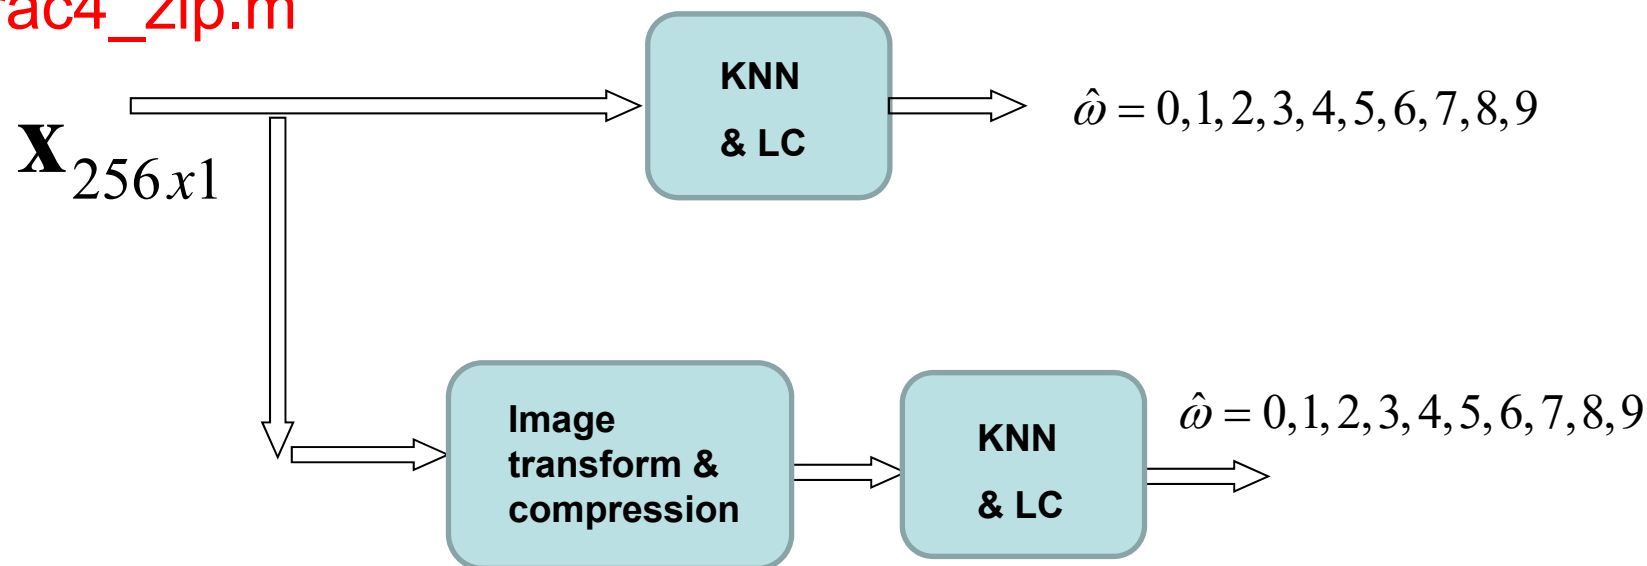 rac4_zip.m
KNN
& LC
ω̂ = 0,1,2,3,4,5,6,7,8,9
x256x1
Image
transform &
compression
KNN
& LC
ω̂ = 0,1,2,3,4,5,6,7,8,9